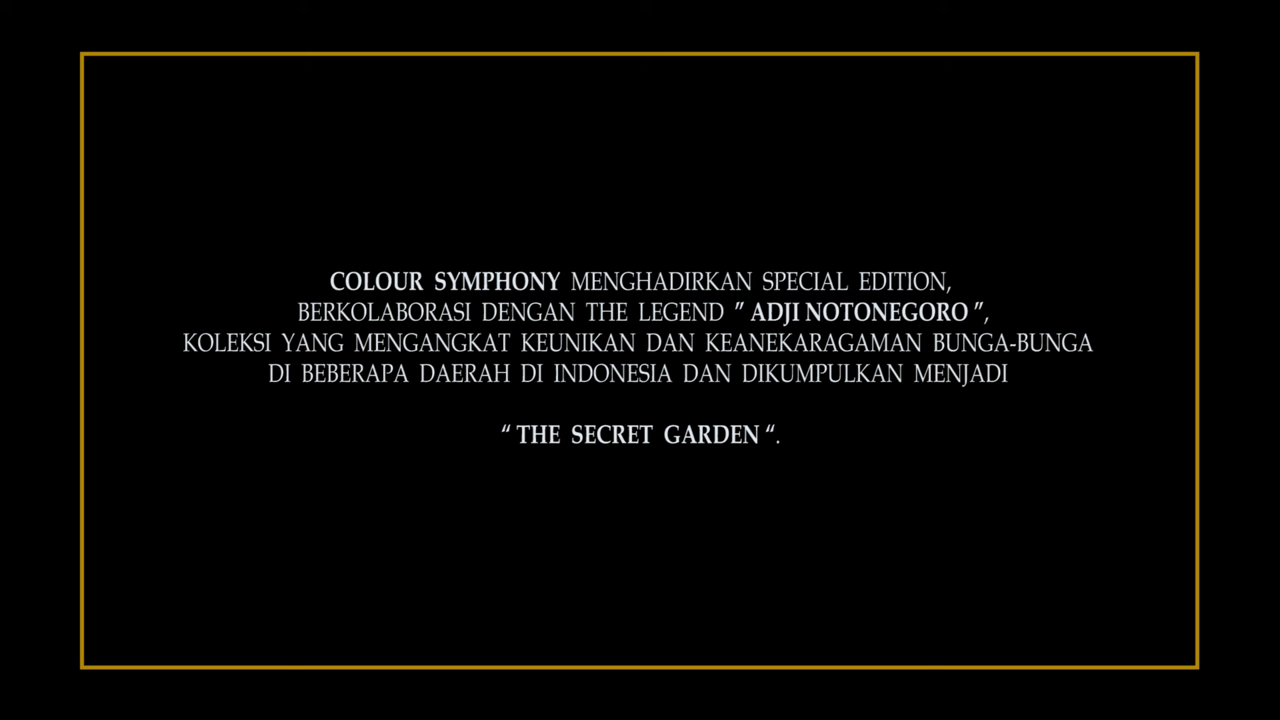 COLOUR SYMPHONY MENGHADIRKAN SPECIAL EDITION,
BERKOLABORASI DENGAN THE LEGEND ” ADJI NOTONEGORO ”,
KOLEKSI YANG MENGANGKAT KEUNIKAN DAN KEANEKARAGAMAN BUNGA-BUNGA
DI BEBERAPA DAERAH DI INDONESIA DAN DIKUMPULKAN MENJADI
“ THE SECRET GARDEN “.